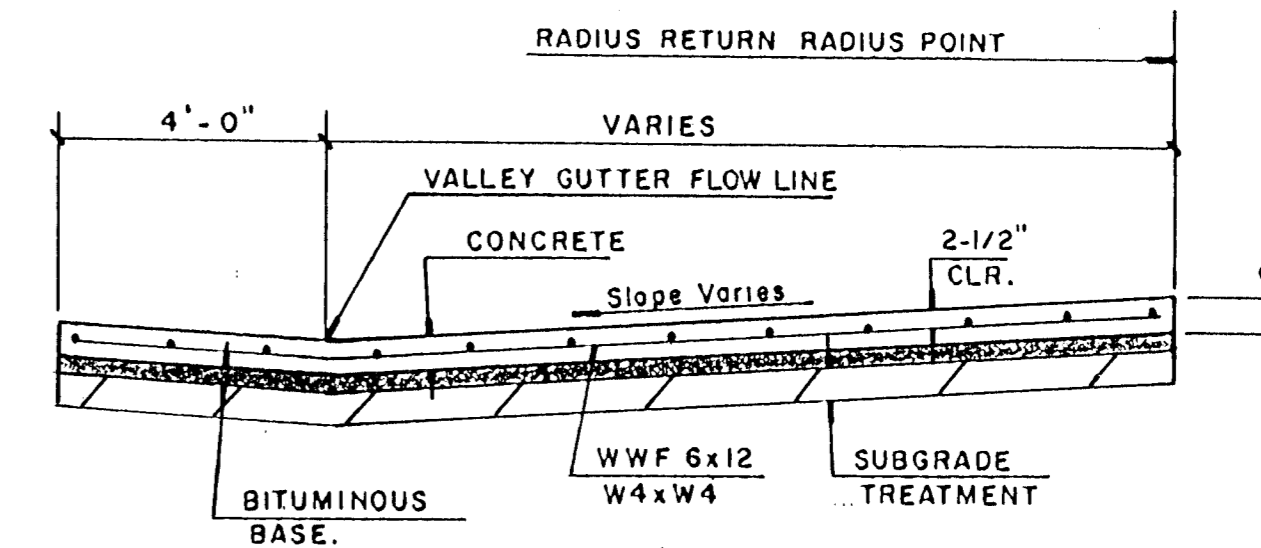 RADIUS RETURN RADIUS POINT
4'-0"
VARIES
VALLEY GUTTER FLOW LINE
CONCRETE
2-1/2"
CLR.
Slope Varies
WWF 6x12
W4xW4
SUBGRADE
TREATMENT
BITUMINOUS
BASE.